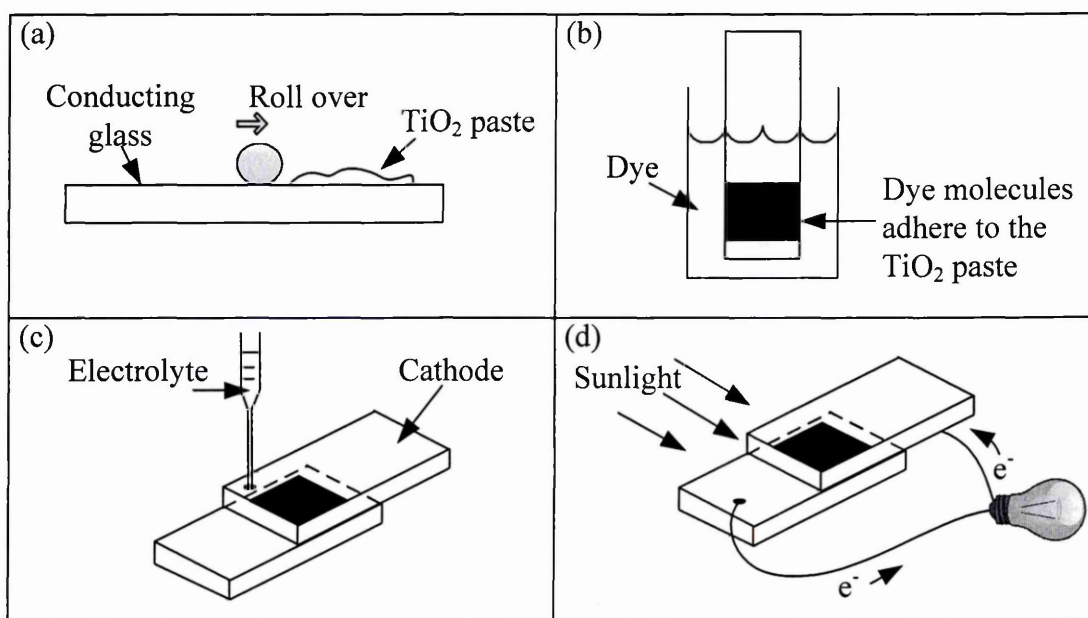 (a)
Conducting
glass
Roll over
TiO₂ paste
(b)
Dye
Dye molecules
adhere to the
TiO₂ paste
(c)
Electrolyte
Cathode
(d)
Sunlight
e⁻
e⁻